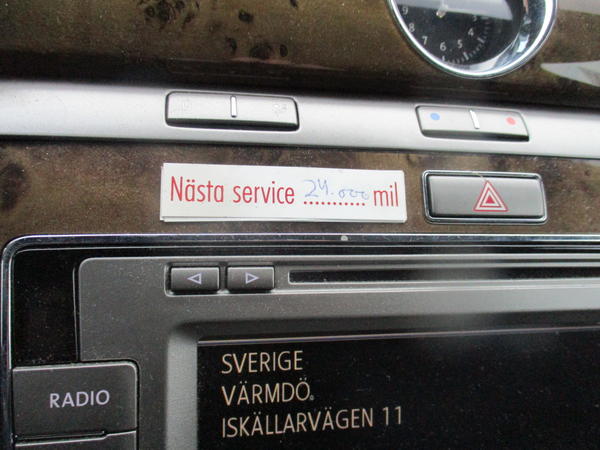 Nästa service 24.000 mil
RADIO
SVERIGE
VÄRMDÖ
ISKÄLLARVÄGEN 11